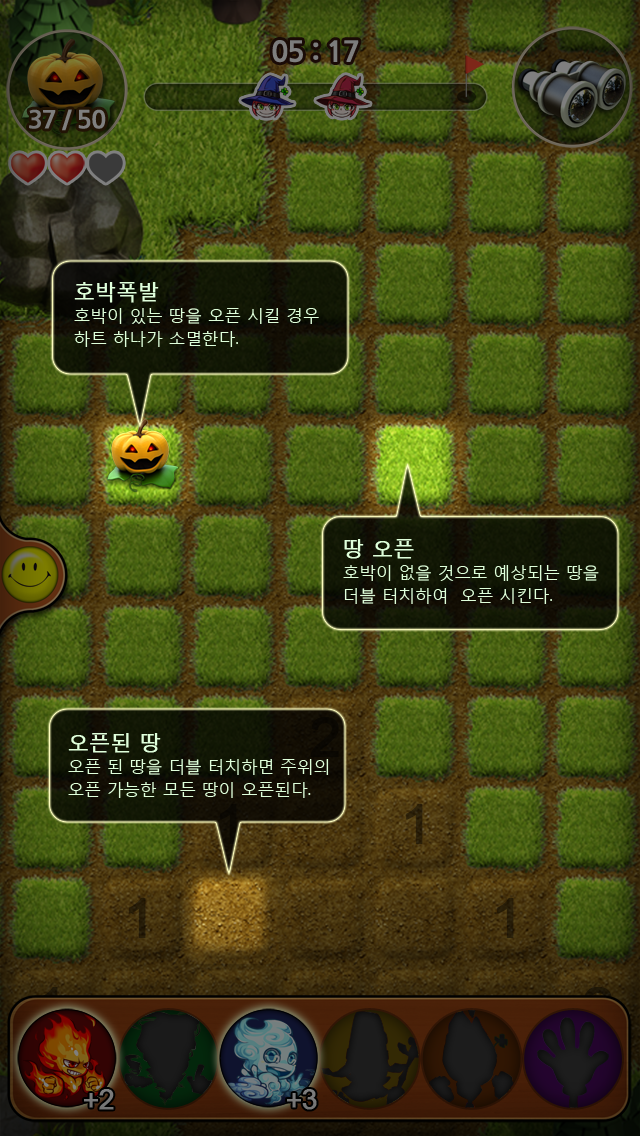 05 : 17
37 / 50
호박폭발
호박이 있는 땅을 오픈 시킬 경우
하트 하나가 소멸한다.
땅 오픈
호박이 없을 것으로 예상되는 땅을
더블 터치하여 오픈 시킨다.
2
오픈된 땅
오픈 된 땅을 더블 터치하면 주위의
오픈 가능한 모든 땅이 오픈된다.
1
1
1
+2
+3